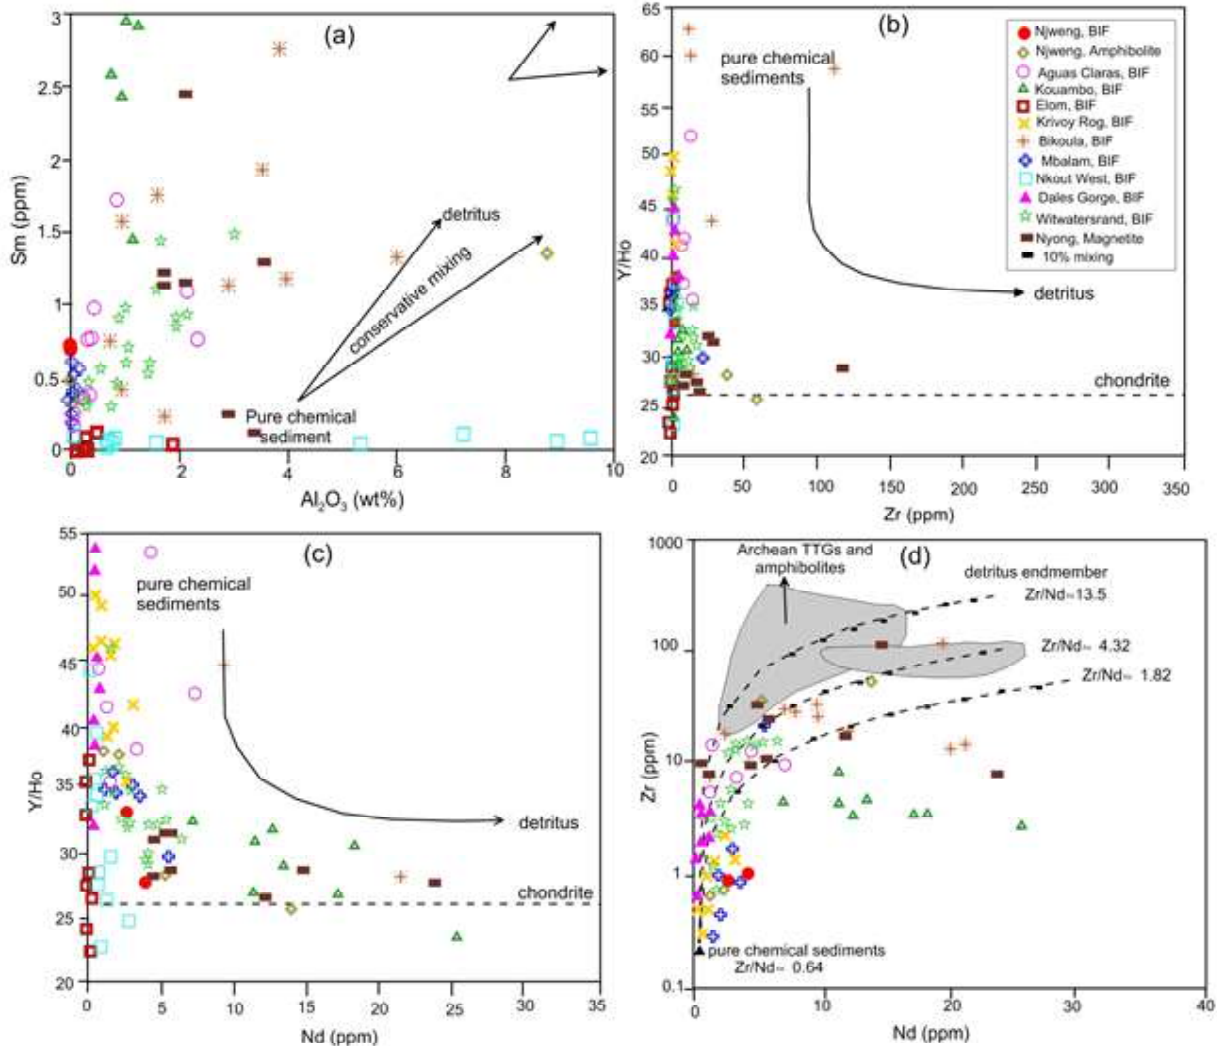 (a)
3
2.5
2
1.5
1
0.5
0
Sm (ppm)
detritus
conservative mixing
Pure chemical
sediment
0 2 4 6 8 10
Al₂O₃ (wt%)
(b)
65
60
55
50
45
40
35
30
25
20
Y/Ho
pure chemical
sediments
detritus
chondrite
0 50 100 150 200 250 300 350
Zr (ppm)
Njweng, BIF
Njweng, Amphibolite
Aguas Claras, BIF
Kouambo, BIF
Elom, BIF
Krivoy Rog, BIF
Bikoula, BIF
Mbalam, BIF
Nkout West, BIF
Dales Gorge, BIF
Witwatersrand, BIF
Nyong, Magnetite
10% mixing
(c)
55
50
45
40
35
30
25
20
Y/Ho
pure chemical
sediments
detritus
chondrite
0 5 10 15 20 25 30 35
Nd (ppm)
(d)
1000
100
10
1
0.1
Zr (ppm)
Archean TTGs and
amphibolites
detritus endmember
Zr/Nd~13.5
Zr/Nd~ 4.32
Zr/Nd~ 1.82
pure chemical sediments
Zr/Nd~ 0.64
0 10 20 30 40
Nd (ppm)